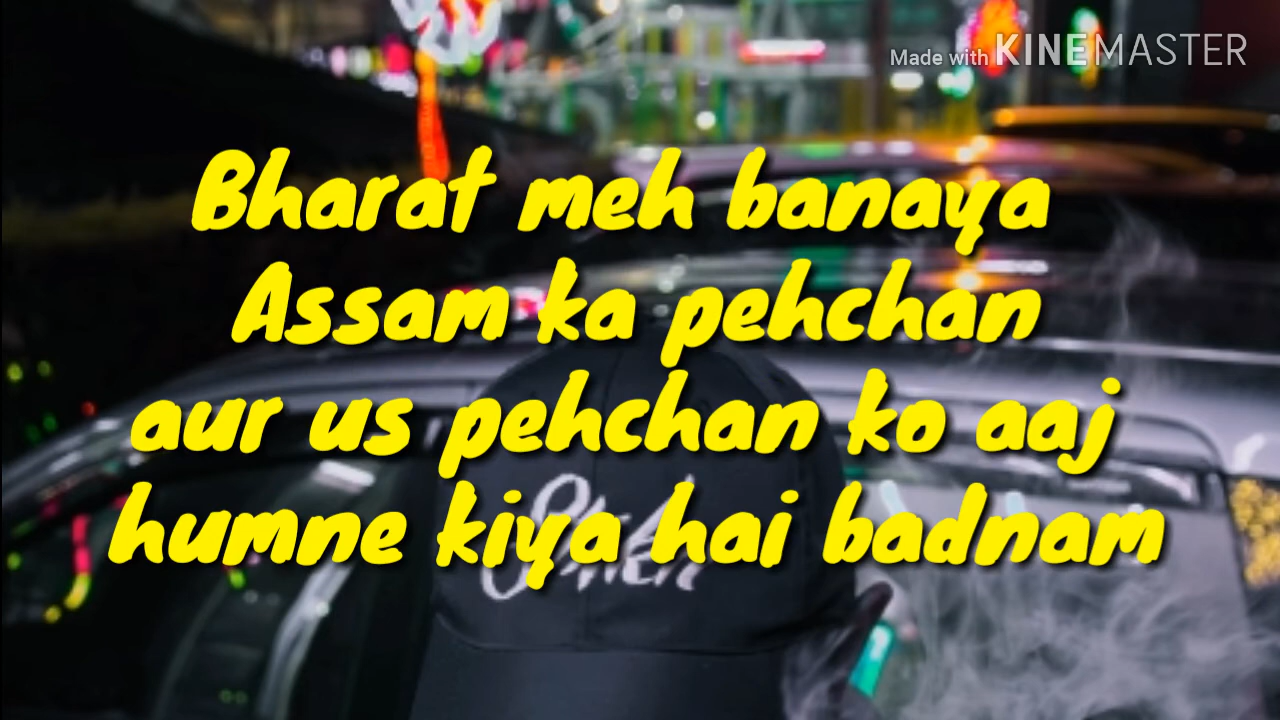 Made with KINEMASTER
Bharat meh banaya
Assam ka pehchan
aur us pehchan ko aaj
humne kiya hai badnam